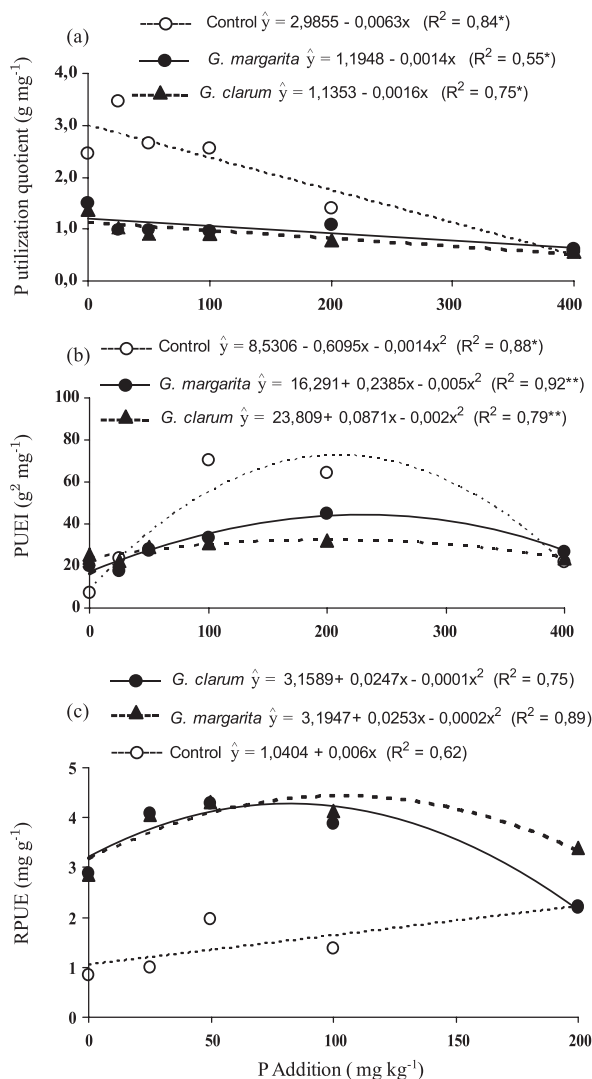 (a)
Control ŷ = 2,9855 - 0,0063x (R² = 0,84*)
G. margarita ŷ = 1,1948 - 0,0014x (R² = 0,55*)
G. clarum ŷ = 1,1353 - 0,0016x (R² = 0,75*)
P utilization quotient (g mg⁻¹)
4,0
3,0
2,0
1,0
0,0
0 100 200 300 400
(b)
Control ŷ = 8,5306 - 0,6095x - 0,0014x² (R² = 0,88*)
G. margarita ŷ = 16,291+ 0,2385x - 0,005x² (R² = 0,92**)
G. clarum ŷ = 23,809+ 0,0871x - 0,002x² (R² = 0,79**)
PUEI (g² mg⁻¹)
100
80
60
40
20
0
0 100 200 300 400
(c)
G. clarum ŷ = 3,1589+ 0,0247x - 0,0001x² (R² = 0,75)
G. margarita ŷ = 3,1947+ 0,0253x - 0,0002x² (R² = 0,89)
Control ŷ = 1,0404 + 0,006x (R² = 0,62)
RPUE (mg g⁻¹)
5
4
3
2
1
0
0 50 100 150 200
P Addition ( mg kg⁻¹)